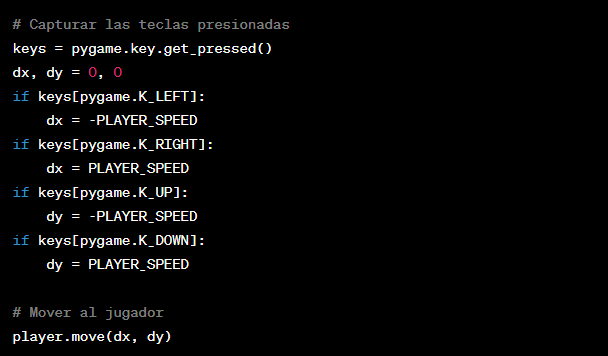 # Capturar las teclas presionadas
keys = pygame.key.get_pressed()
dx, dy = 0, 0
if keys[pygame.K_LEFT]:
    dx = -PLAYER_SPEED
if keys[pygame.K_RIGHT]:
    dx = PLAYER_SPEED
if keys[pygame.K_UP]:
    dy = -PLAYER_SPEED
if keys[pygame.K_DOWN]:
    dy = PLAYER_SPEED

# Mover al jugador
player.move(dx, dy)